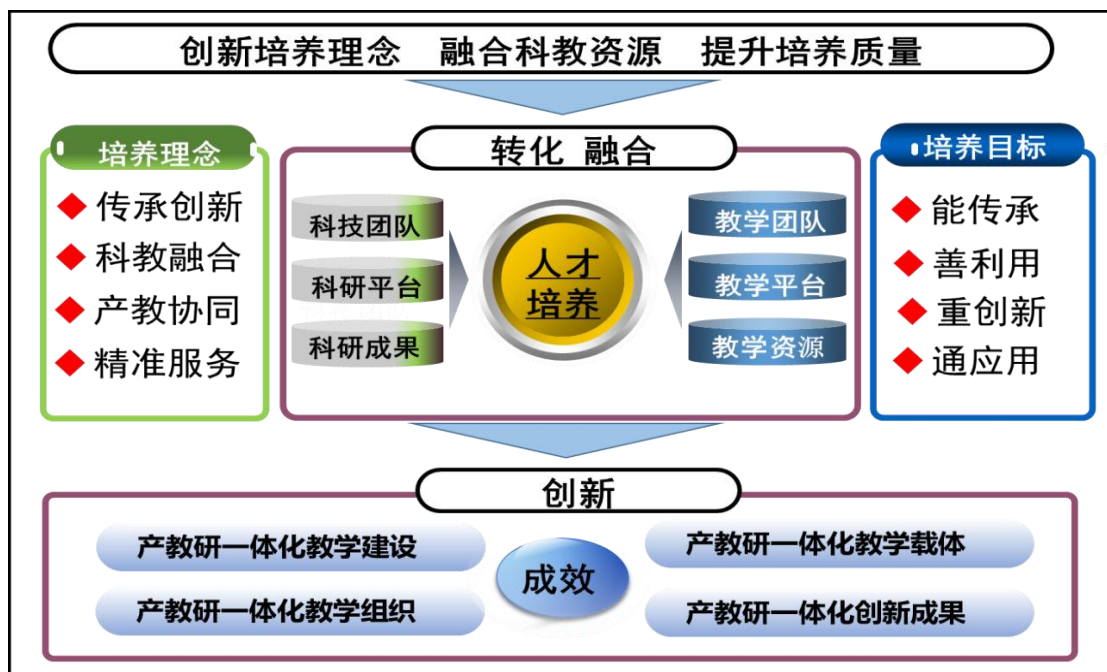 创新培养理念 融合科教资源 提升培养质量
培养理念
传承创新
科教融合
产教协同
精准服务
转化 融合
科技团队
科研平台
科研成果
人才
培养
教学团队
教学平台
教学资源
培养目标
能传承
善利用
重创新
通应用
创新
产教研一体化教学建设
产教研一体化教学组织
成效
产教研一体化教学载体
产教研一体化创新成果